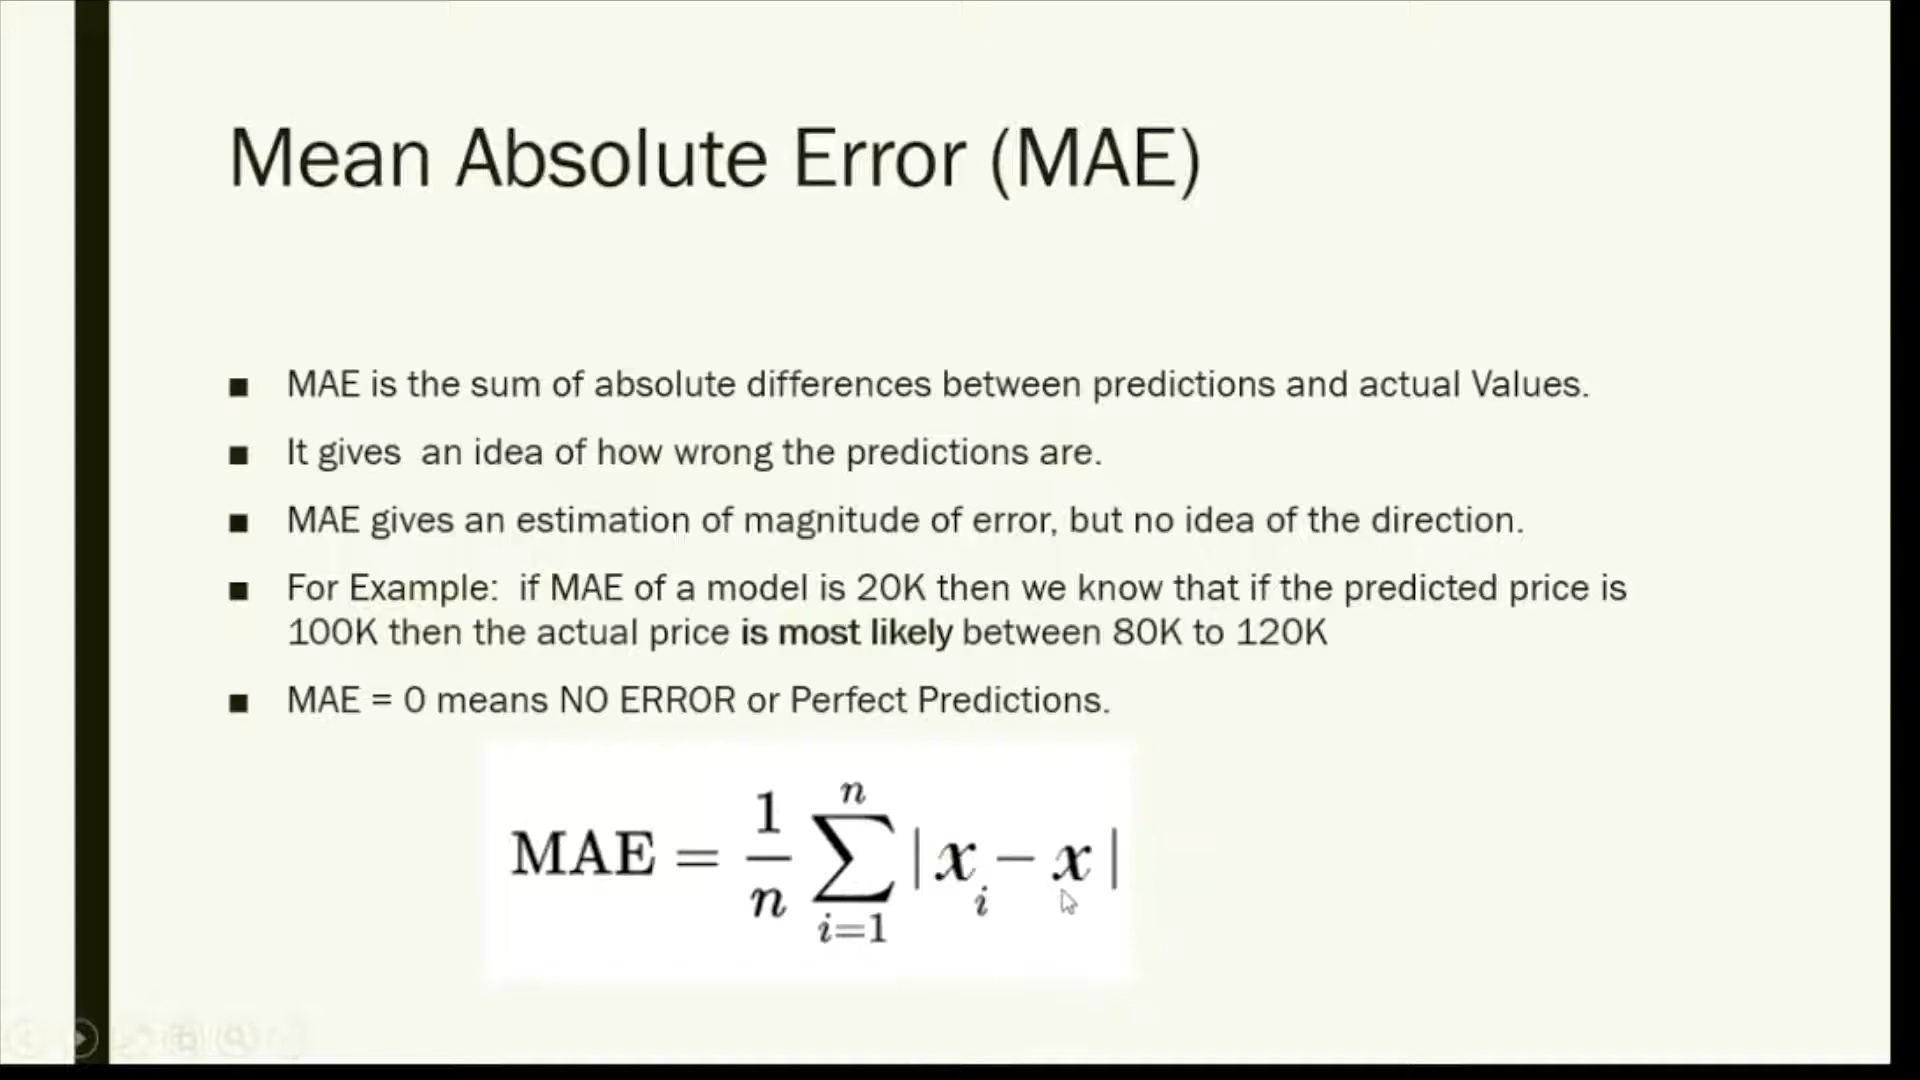 Mean Absolute Error (MAE)
■ MAE is the sum of absolute differences between predictions and actual Values.
■ It gives  an idea of how wrong the predictions are.
■ MAE gives an estimation of magnitude of error, but no idea of the direction.
■ For Example:  if MAE of a model is 20K then we know that if the predicted price is
100K then the actual price is most likely between 80K to 120K
■ MAE = 0 means NO ERROR or Perfect Predictions.
MAE = 1/n ∑_{i=1}^{n} | x_i − x |